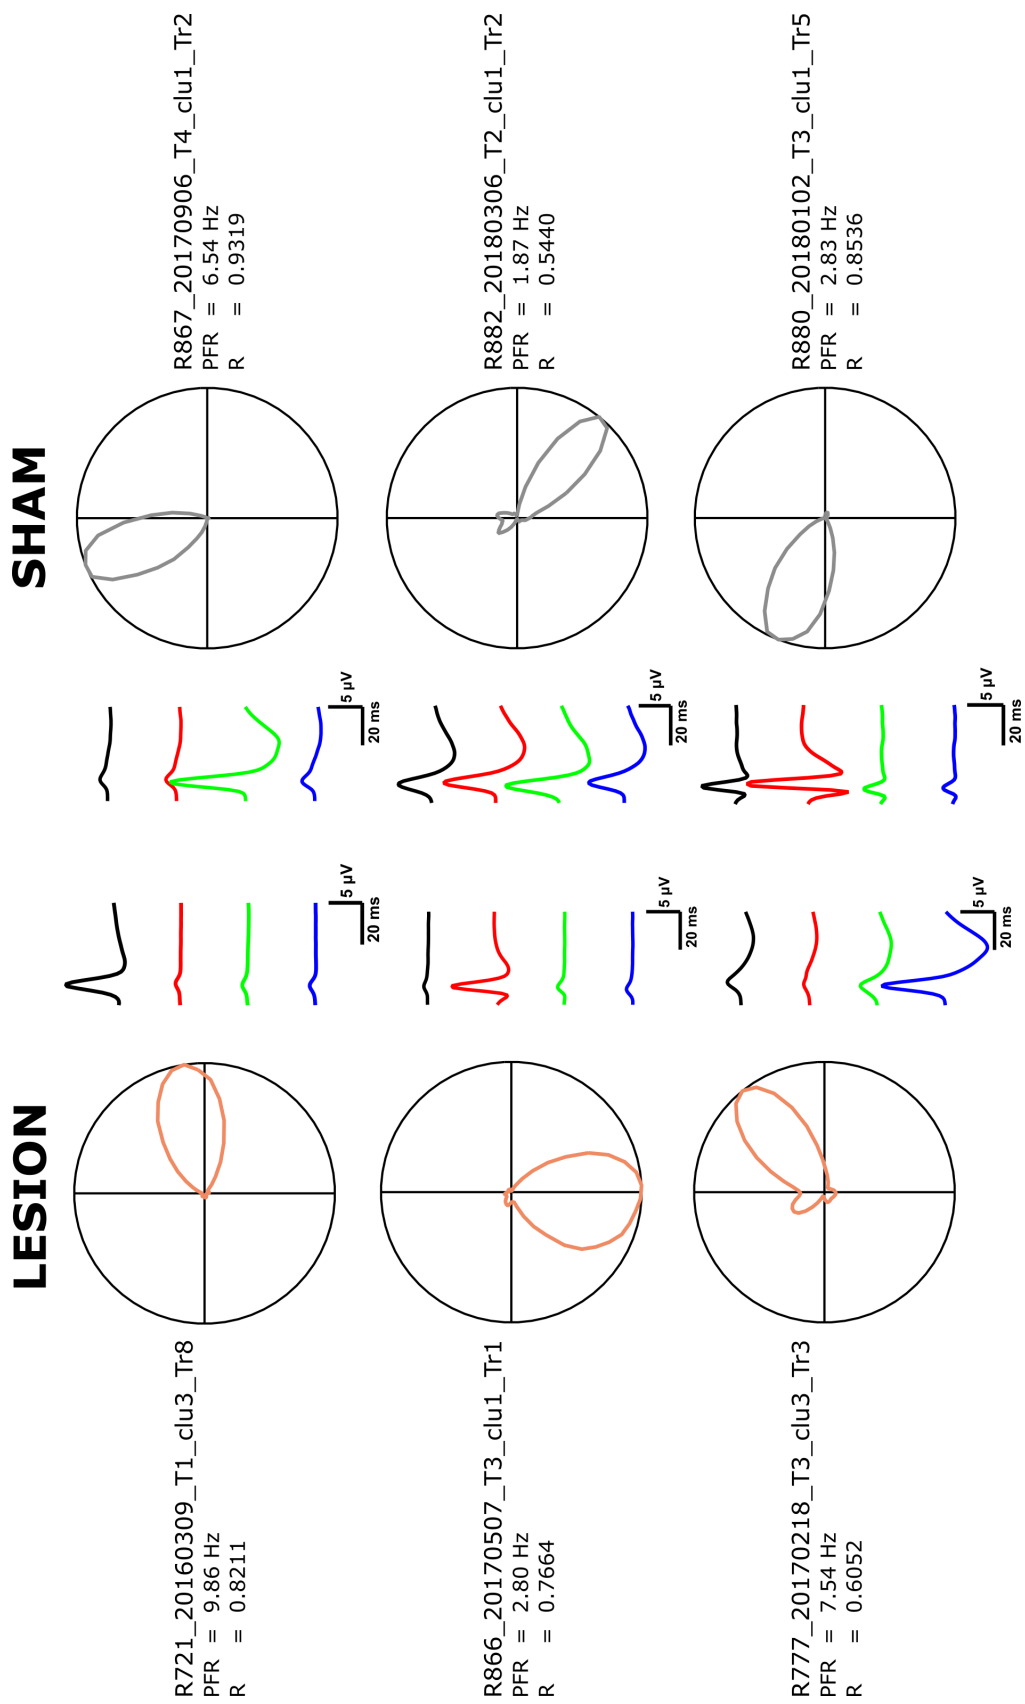 LESION
SHAM
R721_20160309_T1_clu3_Tr8
PFR = 9.86 Hz
R = 0.8211
5 µV
20 ms
5 µV
20 ms
R867_20170906_T4_clu1_Tr2
PFR = 6.54 Hz
R = 0.9319
R866_20170507_T3_clu1_Tr1
PFR = 2.80 Hz
R = 0.7664
5 µV
20 ms
5 µV
20 ms
R882_20180306_T2_clu1_Tr2
PFR = 1.87 Hz
R = 0.5440
R777_20170218_T3_clu3_Tr3
PFR = 7.54 Hz
R = 0.6052
5 µV
20 ms
5 µV
20 ms
R880_20180102_T3_clu1_Tr5
PFR = 2.83 Hz
R = 0.8536